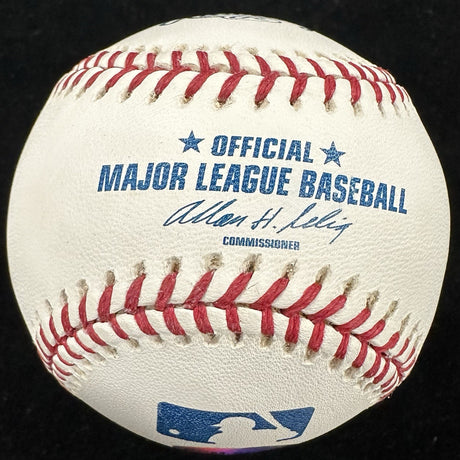 OFFICIAL
MAJOR LEAGUE BASEBALL
Allan H. Selig
COMMISSIONER